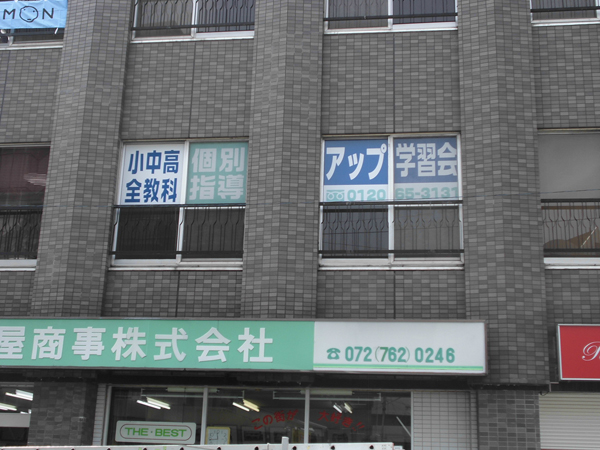 MON
小中高
全教科
個別
指導
アップ学習会
0120 65-3131
屋商事株式会社
☎072(762)0246
THE・BEST